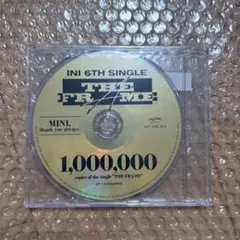 INI 6TH SINGLE
THE
FRAME
MINI,
thank you always.
1,000,000
copies of the single "THE FRAME"